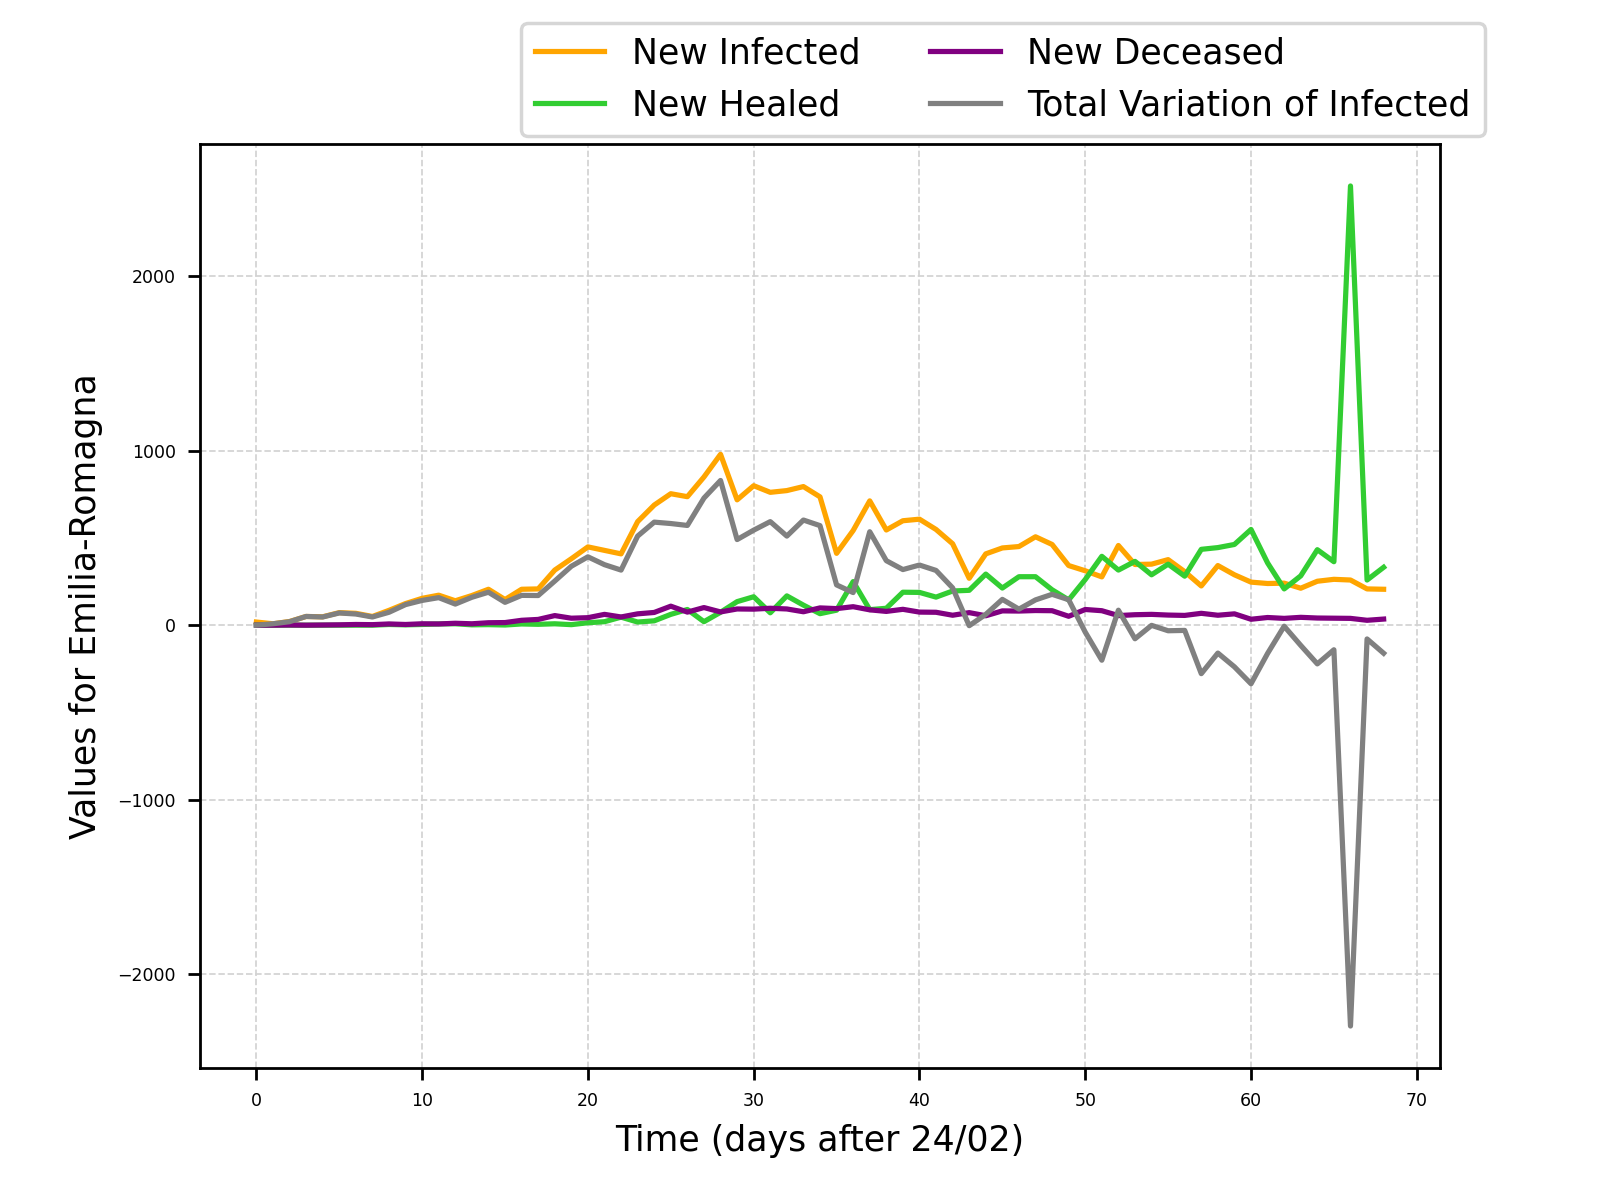 New Infected
New Healed
New Deceased
Total Variation of Infected
2000
1000
0
−1000
−2000
Values for Emilia-Romagna
0 10 20 30 40 50 60 70
Time (days after 24/02)